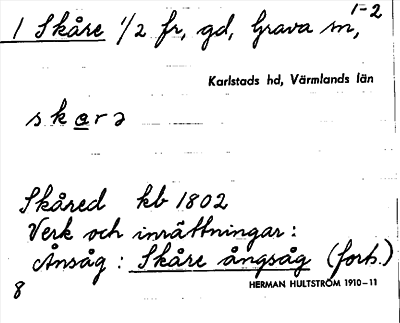 1-2
1 Skåre 1/2 fr, gd, Grava sn,
Karlstads hd, Värmlands län
skɑrə
Skåred kb 1802
Verk och inrättningar:
Ånsåg: Skåre ångsåg (forts.)
HERMAN HULTSTRÖM 1910-11
8